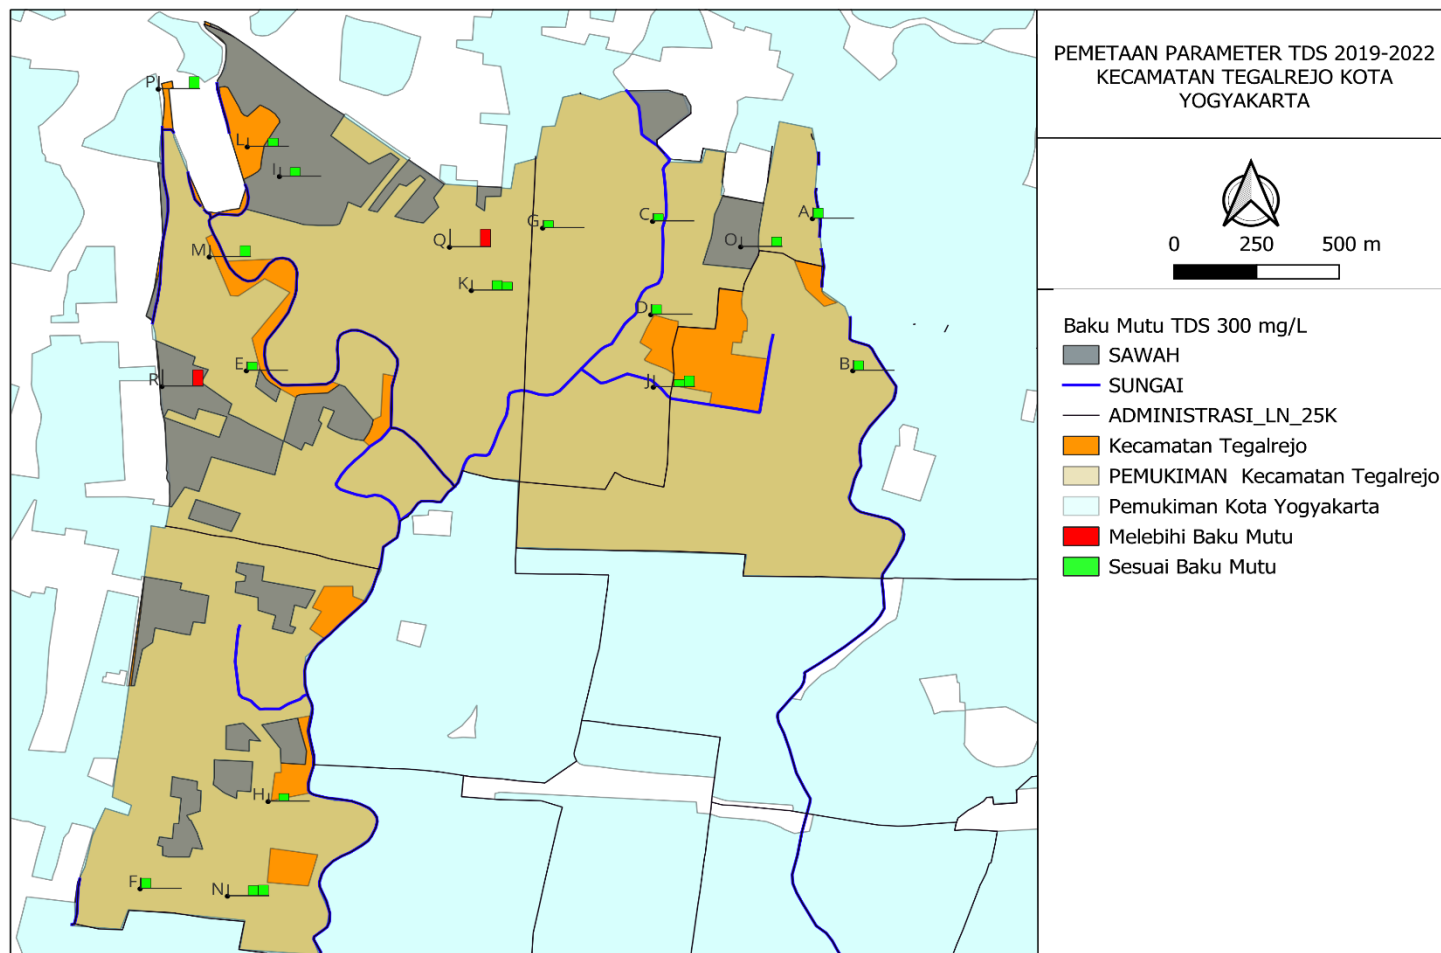 PEMETAAN PARAMETER TDS 2019-2022
KECAMATAN TEGALREJO KOTA
YOGYAKARTA
0 250 500 m
Baku Mutu TDS 300 mg/L
SAWAH
SUNGAI
ADMINISTRASI_LN_25K
Kecamatan Tegalrejo
PEMUKIMAN Kecamatan Tegalrejo
Pemukiman Kota Yogyakarta
Melebihi Baku Mutu
Sesuai Baku Mutu
P
L
I
C
A
G
Q
O
M
K
D
E
B
R
J
H
F
N